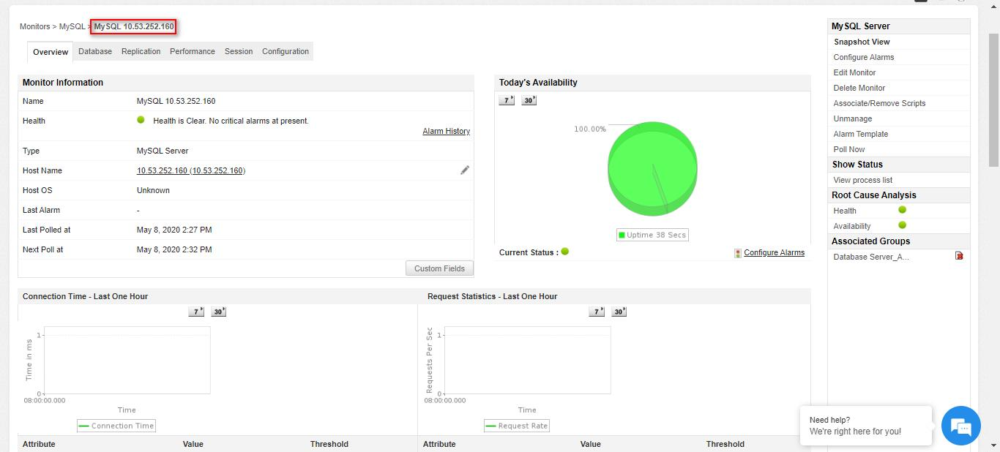 Monitors > MySQL > MySQL 10.53.252.160
Overview Database Replication Performance Session Configuration
Monitor Information
Name MySQL 10.53.252.160
Health Health is Clear. No critical alarms at present.
Alarm History
Type MySQL Server
Host Name 10.53.252.160 (10.53.252.160)
Host OS Unknown
Last Alarm -
Last Polled at May 8, 2020 2:27 PM
Next Poll at May 8, 2020 2:32 PM
Custom Fields
Today's Availability
7 30
100.00%
Uptime 38 Secs
Current Status : Configure Alarms
Connection Time - Last One Hour
7 30
Time in ms
1
0
08:00:00.000
Time
Connection Time
Attribute Value Threshold
Request Statistics - Last One Hour
7 30
Requests Per Sec
1
0
08:00:00.000
Time
Request Rate
Attribute Value Threshold
MySQL Server
Snapshot View
Configure Alarms
Edit Monitor
Delete Monitor
Associate/Remove Scripts
Unmanage
Alarm Template
Poll Now
Show Status
View process list
Root Cause Analysis
Health
Availability
Associated Groups
Database Server_A...
Need help?
We're right here for you!